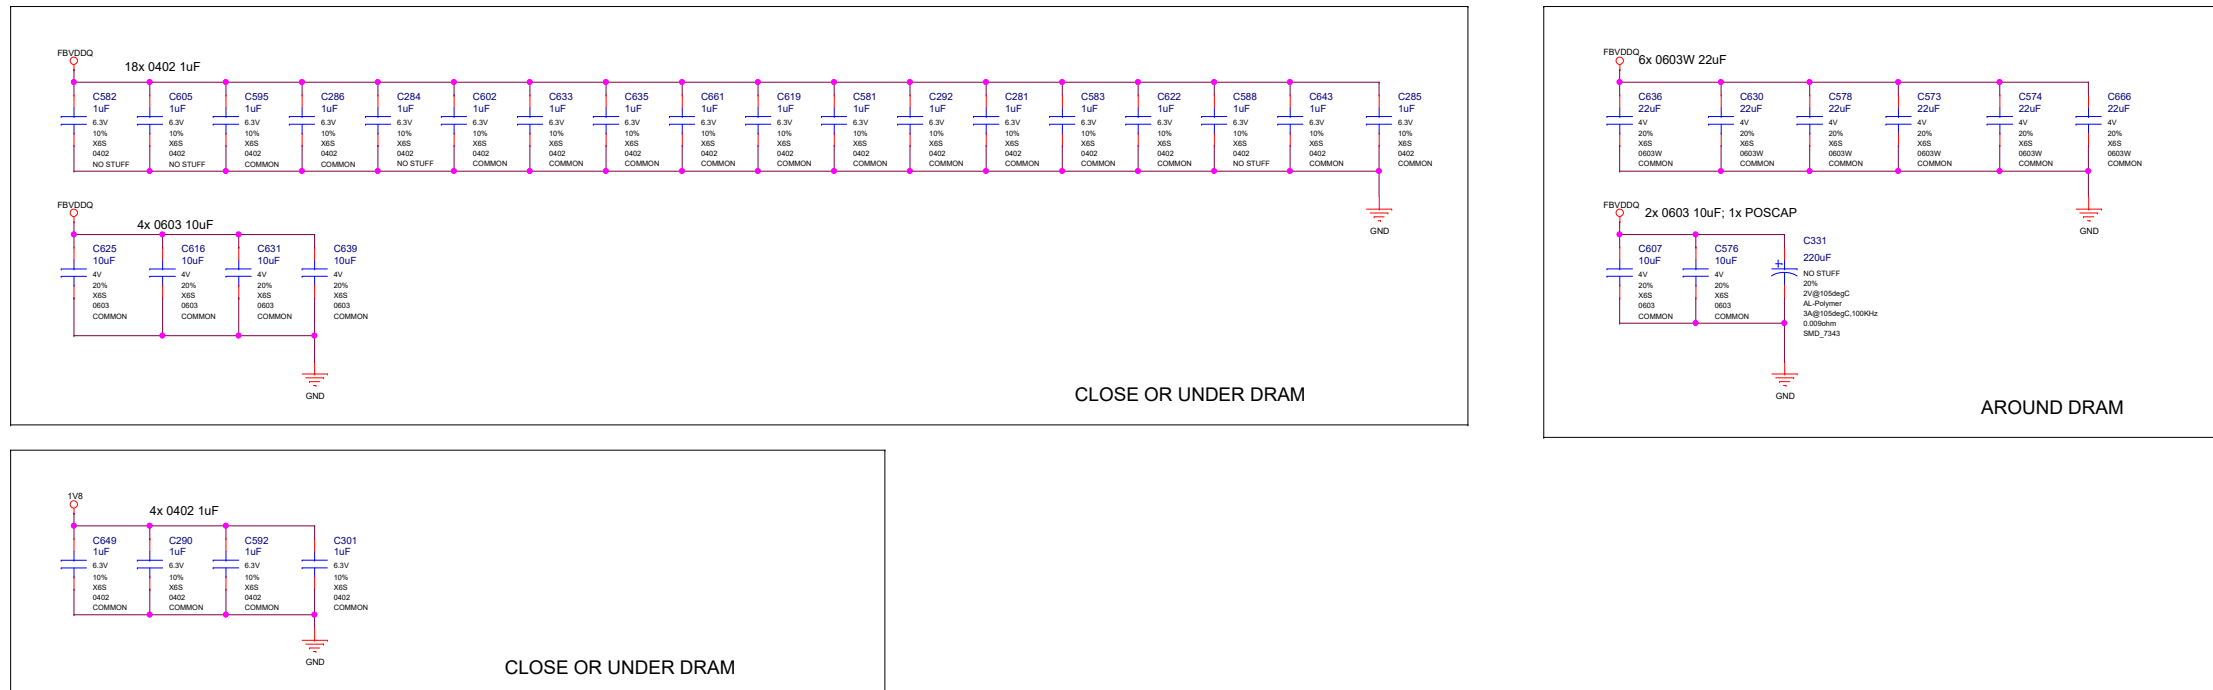 FBVDDQ
18x 0402 1uF
C582 C605 C595 C286 C284 C602 C633 C635 C661 C619 C581 C292 C281 C583 C622 C588 C643 C285
1uF 1uF 1uF 1uF 1uF 1uF 1uF 1uF 1uF 1uF 1uF 1uF 1uF 1uF 1uF 1uF 1uF 1uF
6.3V 6.3V 6.3V 6.3V 6.3V 6.3V 6.3V 6.3V 6.3V 6.3V 6.3V 6.3V 6.3V 6.3V 6.3V 6.3V 6.3V 6.3V
10% 10% 10% 10% 10% 10% 10% 10% 10% 10% 10% 10% 10% 10% 10% 10% 10% 10%
X6S X6S X6S X6S X6S X6S X6S X6S X6S X6S X6S X6S X6S X6S X6S X6S X6S X6S
0402 0402 0402 0402 0402 0402 0402 0402 0402 0402 0402 0402 0402 0402 0402 0402 0402 0402
NO STUFF NO STUFF COMMON COMMON NO STUFF COMMON COMMON COMMON COMMON COMMON COMMON COMMON COMMON COMMON COMMON NO STUFF COMMON COMMON
GND
FBVDDQ
4x 0603 10uF
C625 C616 C631 C639
10uF 10uF 10uF 10uF
4V 4V 4V 4V
20% 20% 20% 20%
X6S X6S X6S X6S
0603 0603 0603 0603
COMMON COMMON COMMON COMMON
GND
CLOSE OR UNDER DRAM
FBVDDQ
6x 0603W 22uF
C636 C630 C578 C573 C574 C666
22uF 22uF 22uF 22uF 22uF 22uF
4V 4V 4V 4V 4V 4V
20% 20% 20% 20% 20% 20%
X6S X6S X6S X6S X6S X6S
0603W 0603W 0603W 0603W 0603W 0603W
COMMON COMMON COMMON COMMON COMMON COMMON
GND
FBVDDQ
2x 0603 10uF; 1x POSCAP
C607 C576 C331
10uF 10uF 220uF
4V 4V NO STUFF
20% 20% 20%
X6S X6S 2V@105degC
0603 0603 AL-Polymer
COMMON COMMON 3A@105degC,100KHz
0.009ohm
SMD_7343
GND
AROUND DRAM
1V8
4x 0402 1uF
C649 C290 C592 C301
1uF 1uF 1uF 1uF
6.3V 6.3V 6.3V 6.3V
10% 10% 10% 10%
X6S X6S X6S X6S
0402 0402 0402 0402
COMMON COMMON COMMON COMMON
GND
CLOSE OR UNDER DRAM